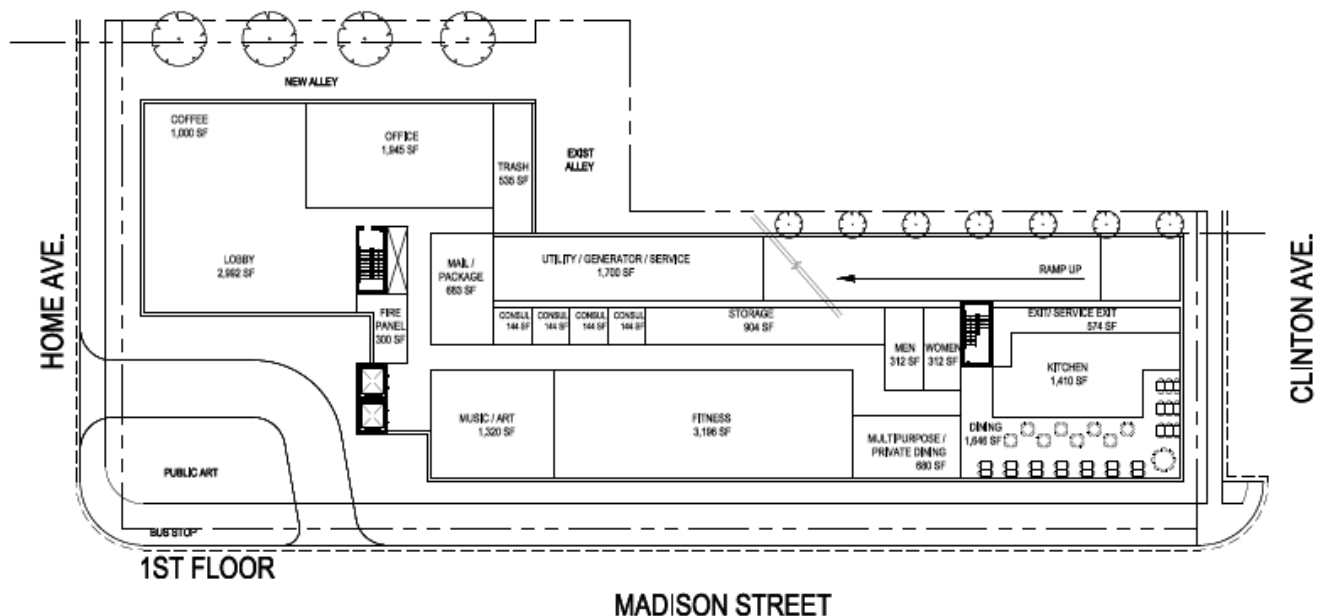 NEW ALLEY
COFFEE
1,000 SF
OFFICE
1,945 SF
TRASH
535 SF
EXIST
ALLEY
HOME AVE.
LOBBY
2,992 SF
MAIL /
PACKAGE
683 SF
UTILITY / GENERATOR / SERVICE
1,700 SF
RAMP UP
CLINTON AVE.
FIRE
PANEL
300 SF
CONSUL
144 SF
CONSUL
144 SF
CONSUL
144 SF
CONSUL
144 SF
STORAGE
904 SF
EXIT/ SERVICE EXIT
574 SF
MEN
312 SF
WOMEN
312 SF
KITCHEN
1,410 SF
MUSIC / ART
1,320 SF
FITNESS
3,196 SF
MULTIPURPOSE /
PRIVATE DINING
680 SF
DINING
1,646 SF
PUBLIC ART
BUS STOP
1ST FLOOR
MADISON STREET